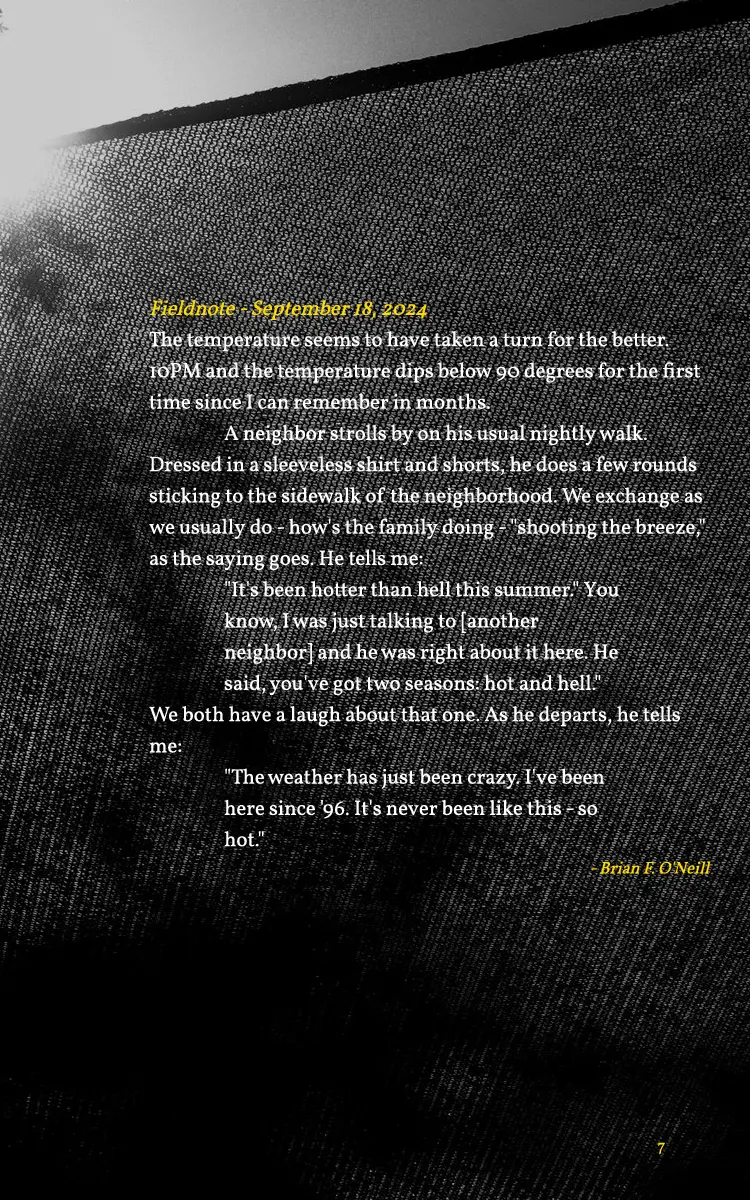 Fieldnote - September 18, 2024
The temperature seems to have taken a turn for the better.
10PM and the temperature dips below 90 degrees for the first
time since I can remember in months.
A neighbor strolls by on his usual nightly walk.
Dressed in a sleeveless shirt and shorts, he does a few rounds
sticking to the sidewalk of the neighborhood. We exchange as
we usually do - how's the family doing - "shooting the breeze,"
as the saying goes. He tells me:
"It's been hotter than hell this summer." You
know, I was just talking to [another
neighbor] and he was right about it here. He
said, you've got two seasons: hot and hell."
We both have a laugh about that one. As he departs, he tells
me:
"The weather has just been crazy. I've been
here since '96. It's never been like this - so
hot."
- Brian F. O'Neill
7